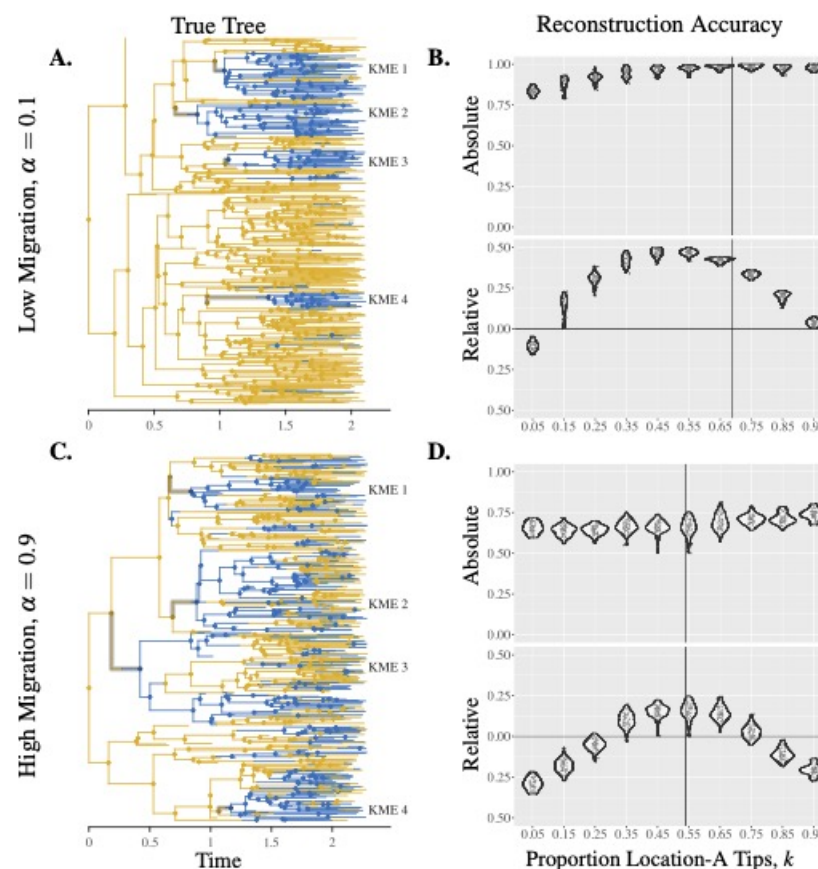 True Tree
Reconstruction Accuracy
A.
B.
Low Migration, α = 0.1
KME 1
KME 2
KME 3
KME 4
0 0.5 1 1.5 2
Absolute
1.00
0.75
0.50
0.25
0.00
Relative
0.50
0.25
0.00
0.25
0.50
0.05 0.15 0.25 0.35 0.45 0.55 0.65 0.75 0.85 0.9
C.
D.
High Migration, α = 0.9
KME 1
KME 2
KME 3
KME 4
0 0.5 1 1.5 2
Time
Absolute
1.00
0.75
0.50
0.25
0.00
Relative
0.50
0.25
0.00
0.25
0.50
0.05 0.15 0.25 0.35 0.45 0.55 0.65 0.75 0.85 0.9
Proportion Location-A Tips, k